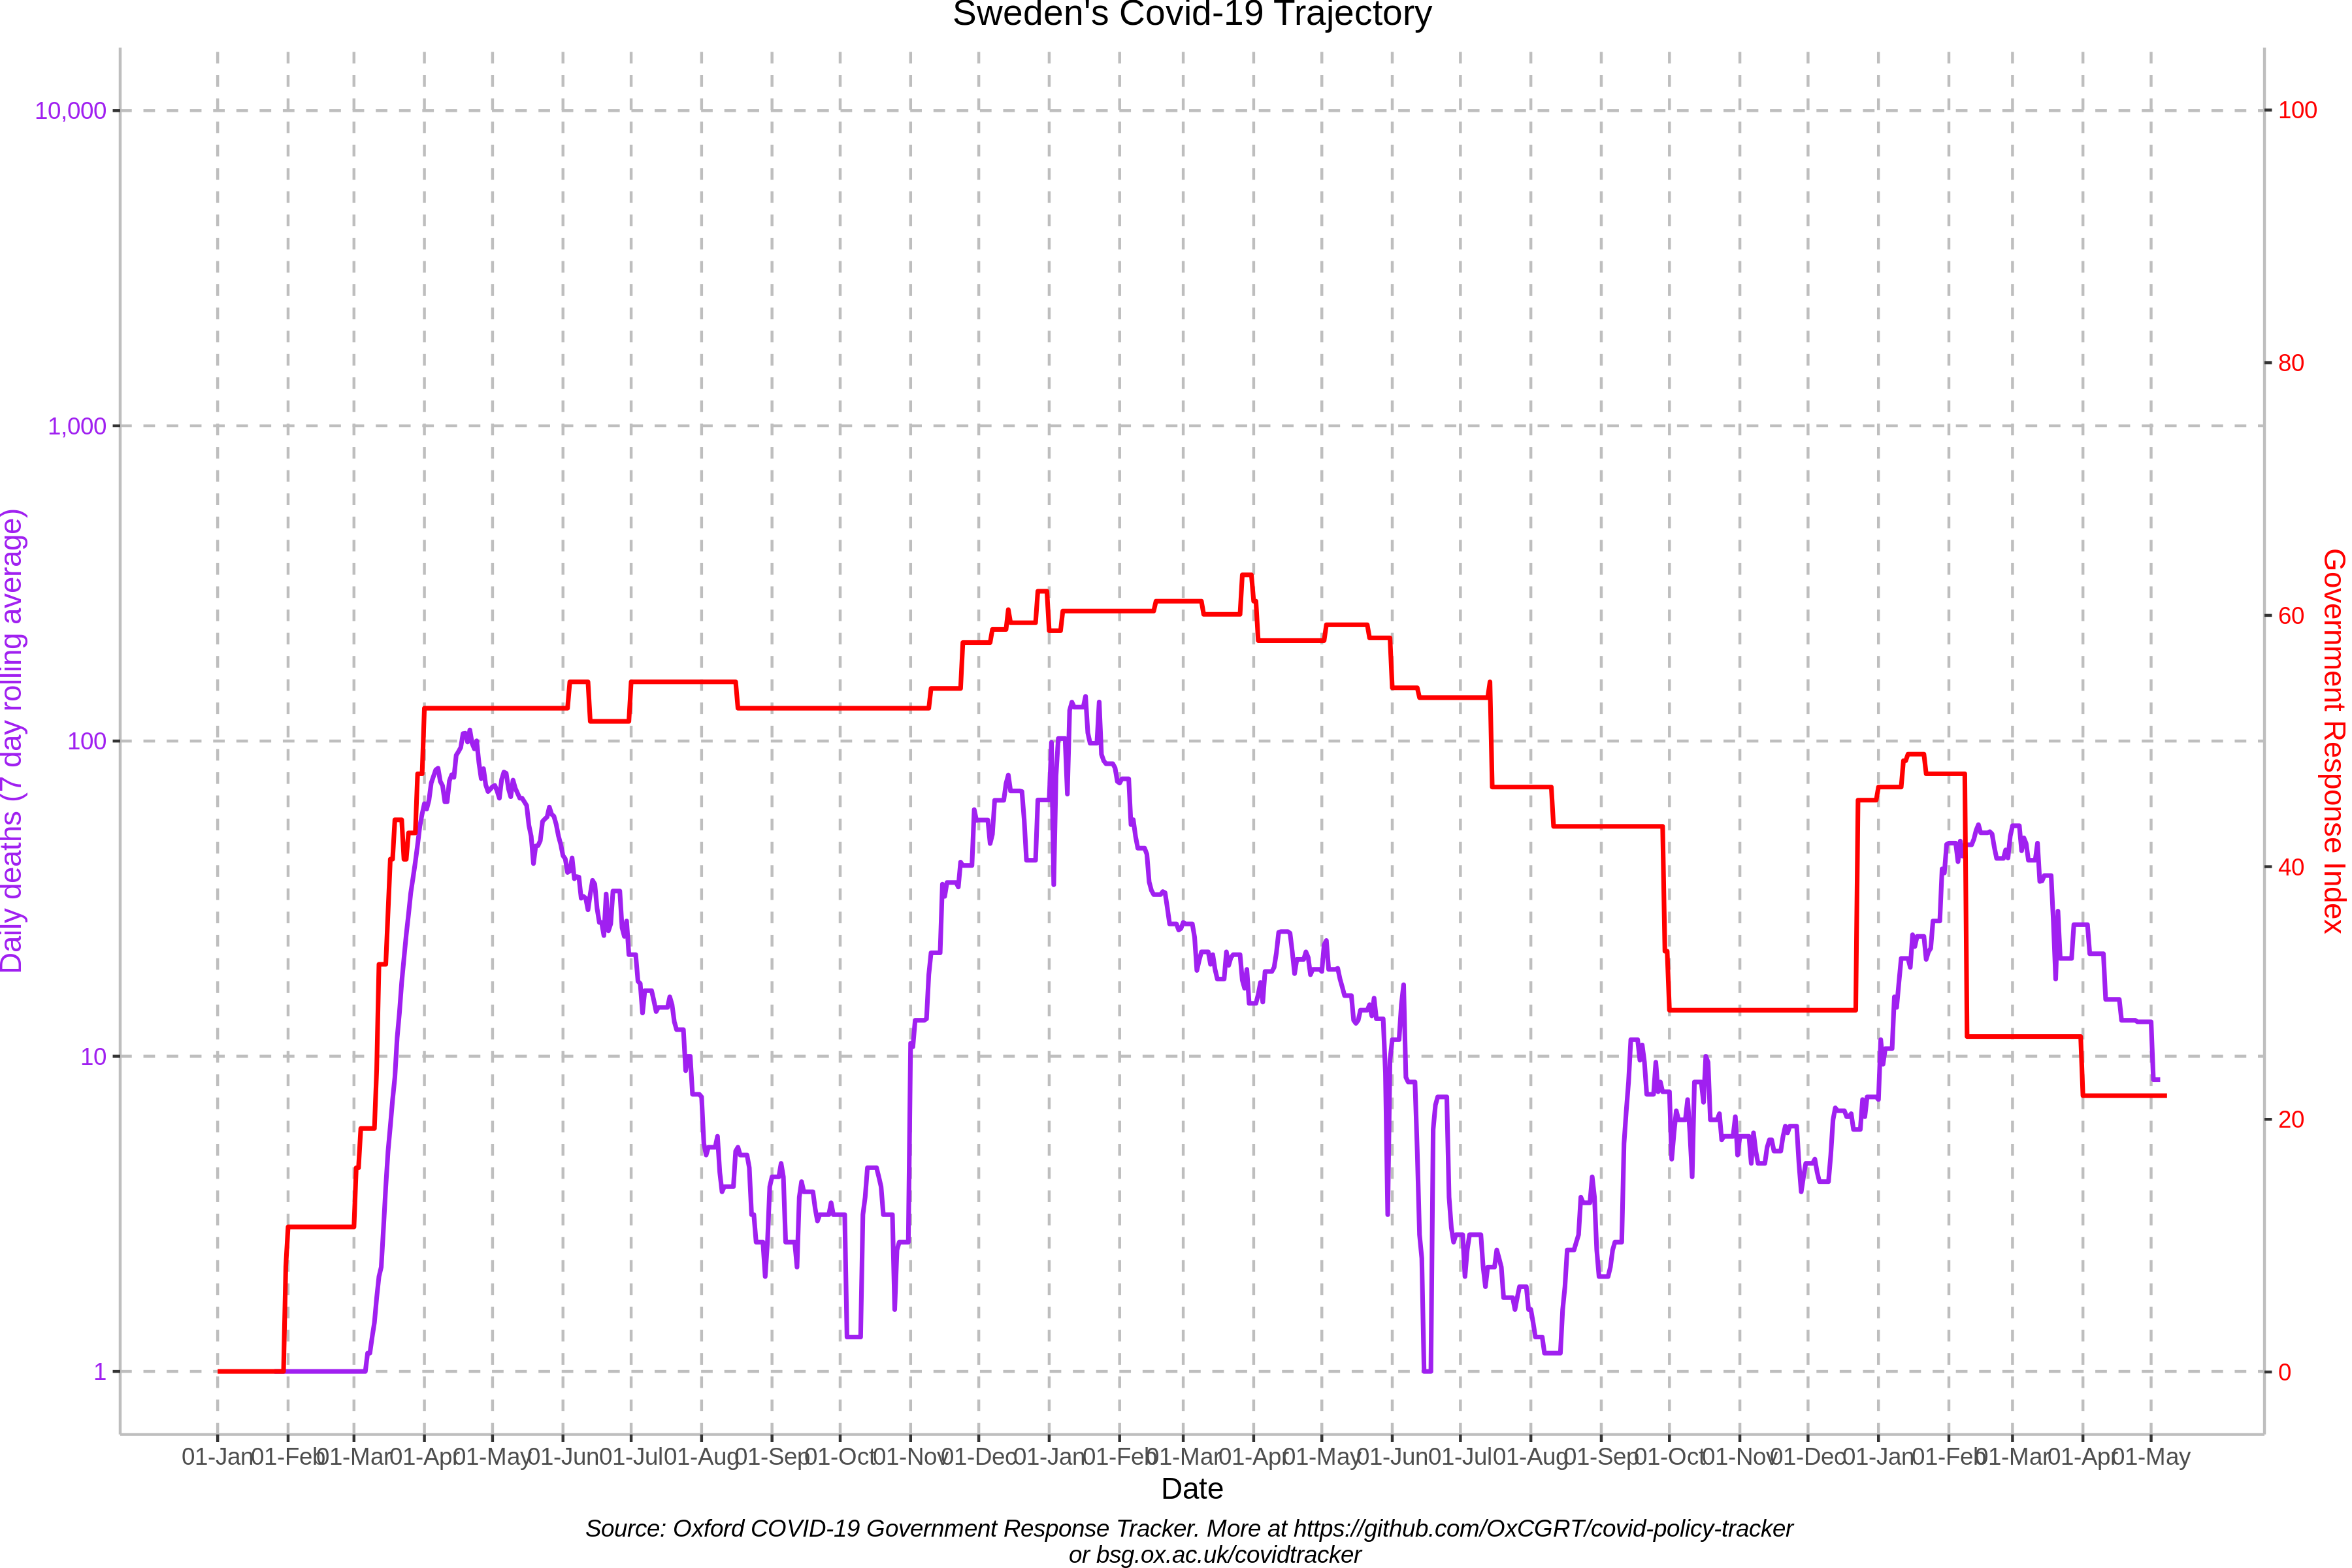 Sweden's Covid-19 Trajectory
10,000
1,000
100
10
1
Daily deaths (7 day rolling average)
100
80
60
40
20
0
Government Response Index
01-Jan 01-Feb 01-Mar 01-Apr 01-May 01-Jun 01-Jul 01-Aug 01-Sep 01-Oct 01-Nov 01-Dec 01-Jan 01-Feb 01-Mar 01-Apr 01-May 01-Jun 01-Jul 01-Aug 01-Sep 01-Oct 01-Nov 01-Dec 01-Jan 01-Feb 01-Mar 01-Apr 01-May
Date
Source: Oxford COVID-19 Government Response Tracker. More at https://github.com/OxCGRT/covid-policy-tracker
or bsg.ox.ac.uk/covidtracker